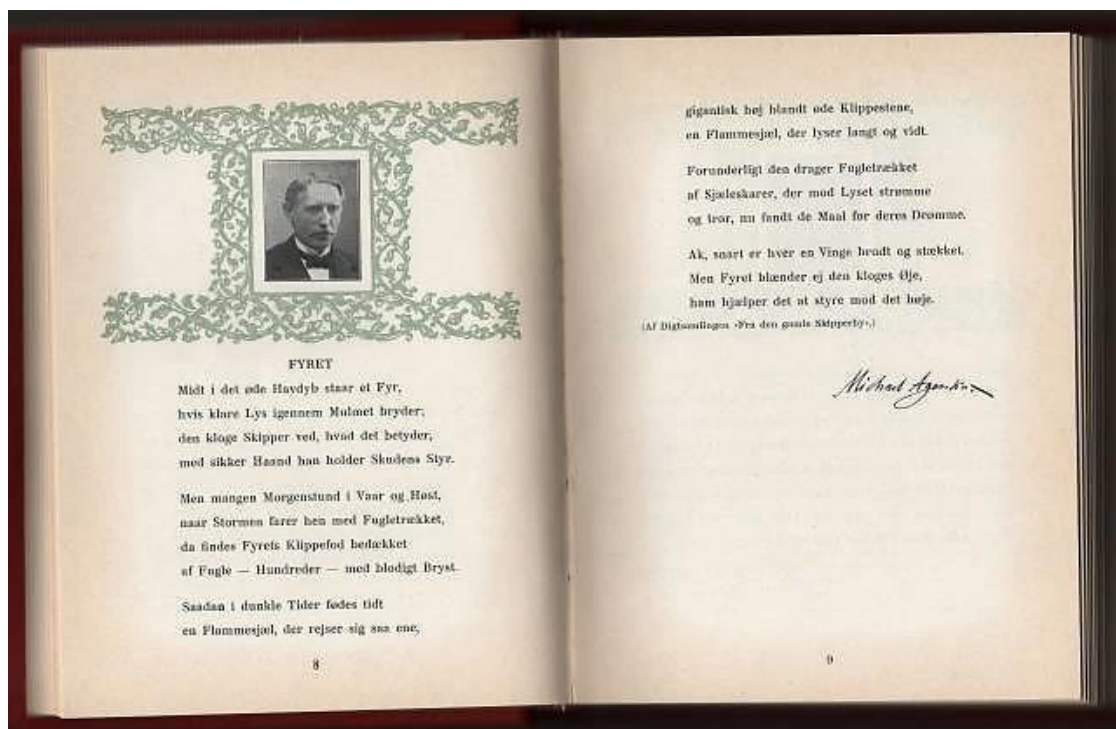 FYRET
Midt i det øde Havdyb staar et Fyr,
hvis klare Lys igennem Mulmet bryder;
den kloge Skipper ved, hvad det betyder,
med sikker Haand han holder Skudens Styr.
Men mangen Morgenstund i Vaar og Høst,
naar Stormen farer hen med Fugletrækket,
da findes Fyrets Klippefod bedækket
af Fugle — Hundreder — med blodigt Bryst.
Saadan i dunkle Tider fødes tidt
en Flammesjæl, der rejser sig saa ene,
8
gigantisk høj blandt øde Klippestene,
en Flammesjæl, der lyser langt og vidt.
Forunderligt den drager Fugletrækket
af Sjæleskarer, der mod Lyset strømme
og tror, nu fandt de Maal for deres Drømme.
Ak, snart er hver en Vinge brudt og stækket.
Men Fyret blænder ej den kloges Øje,
ham hjælper det at styre mod det høje.
(Af Digtsamlingen »Fra den gamle Skipperby«.)
Michael
9